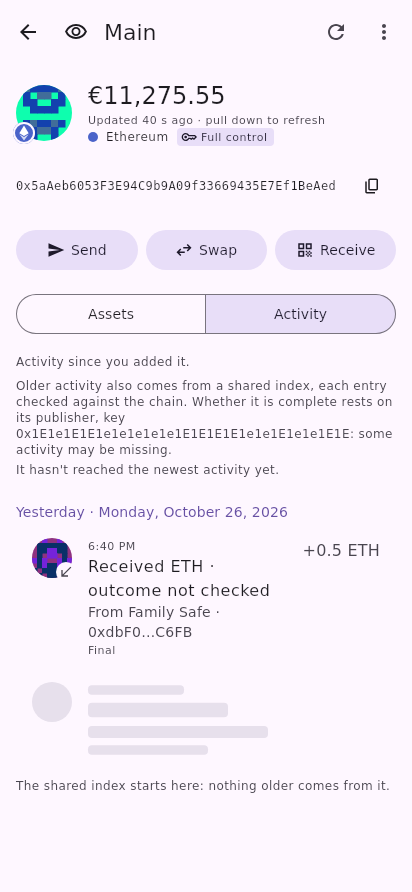 Main
€11,275.55
Updated 40 s ago · pull down to refresh
Ethereum
Full control
0x5aAeb6053F3E94C9b9A09f33669435E7Ef1BeAed
Send
Swap
Receive
Assets
Activity
Activity since you added it.
Older activity also comes from a shared index, each entry
checked against the chain. Whether it is complete rests on
its publisher, key
0x1E1e1E1E1e1e1e1e1e1E1E1E1E1e1e1E1e1e1E1E: some
activity may be missing.
It hasn't reached the newest activity yet.
Yesterday · Monday, October 26, 2026
6:40 PM
Received ETH ·
outcome not checked
+0.5 ETH
From Family Safe ·
0xdbF0...C6FB
Final
The shared index starts here: nothing older comes from it.